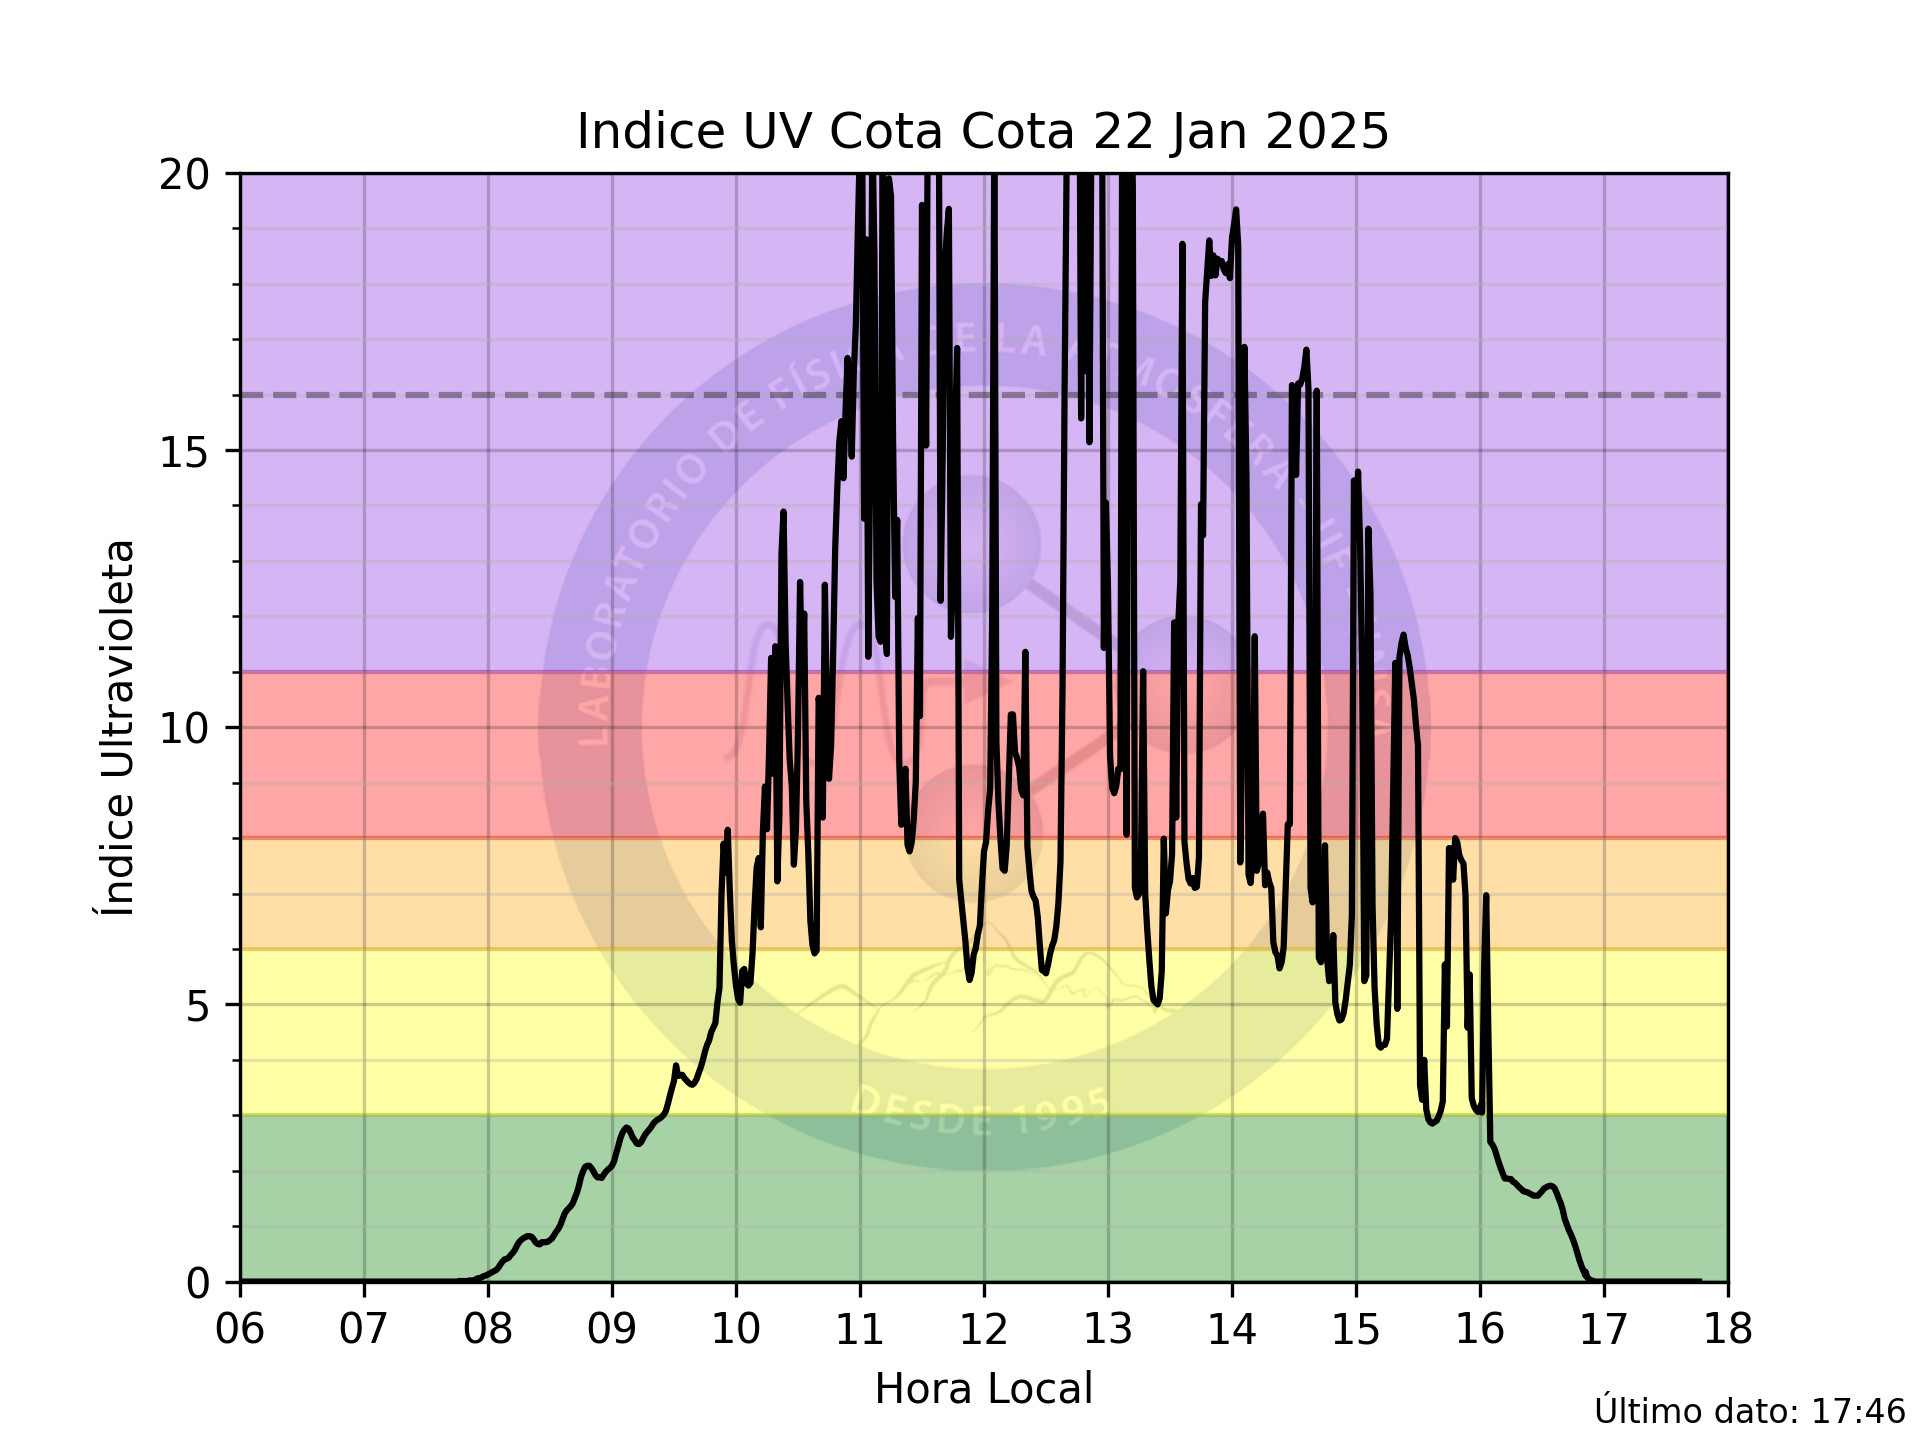 Indice UV Cota Cota 22 Jan 2025
20
15
10
5
0
Índice Ultravioleta
LABORATORIO DE FÍSICA DE LA ATMOSFERA
DESDE 1995
06 07 08 09 10 11 12 13 14 15 16 17 18
Hora Local
Último dato: 17:46